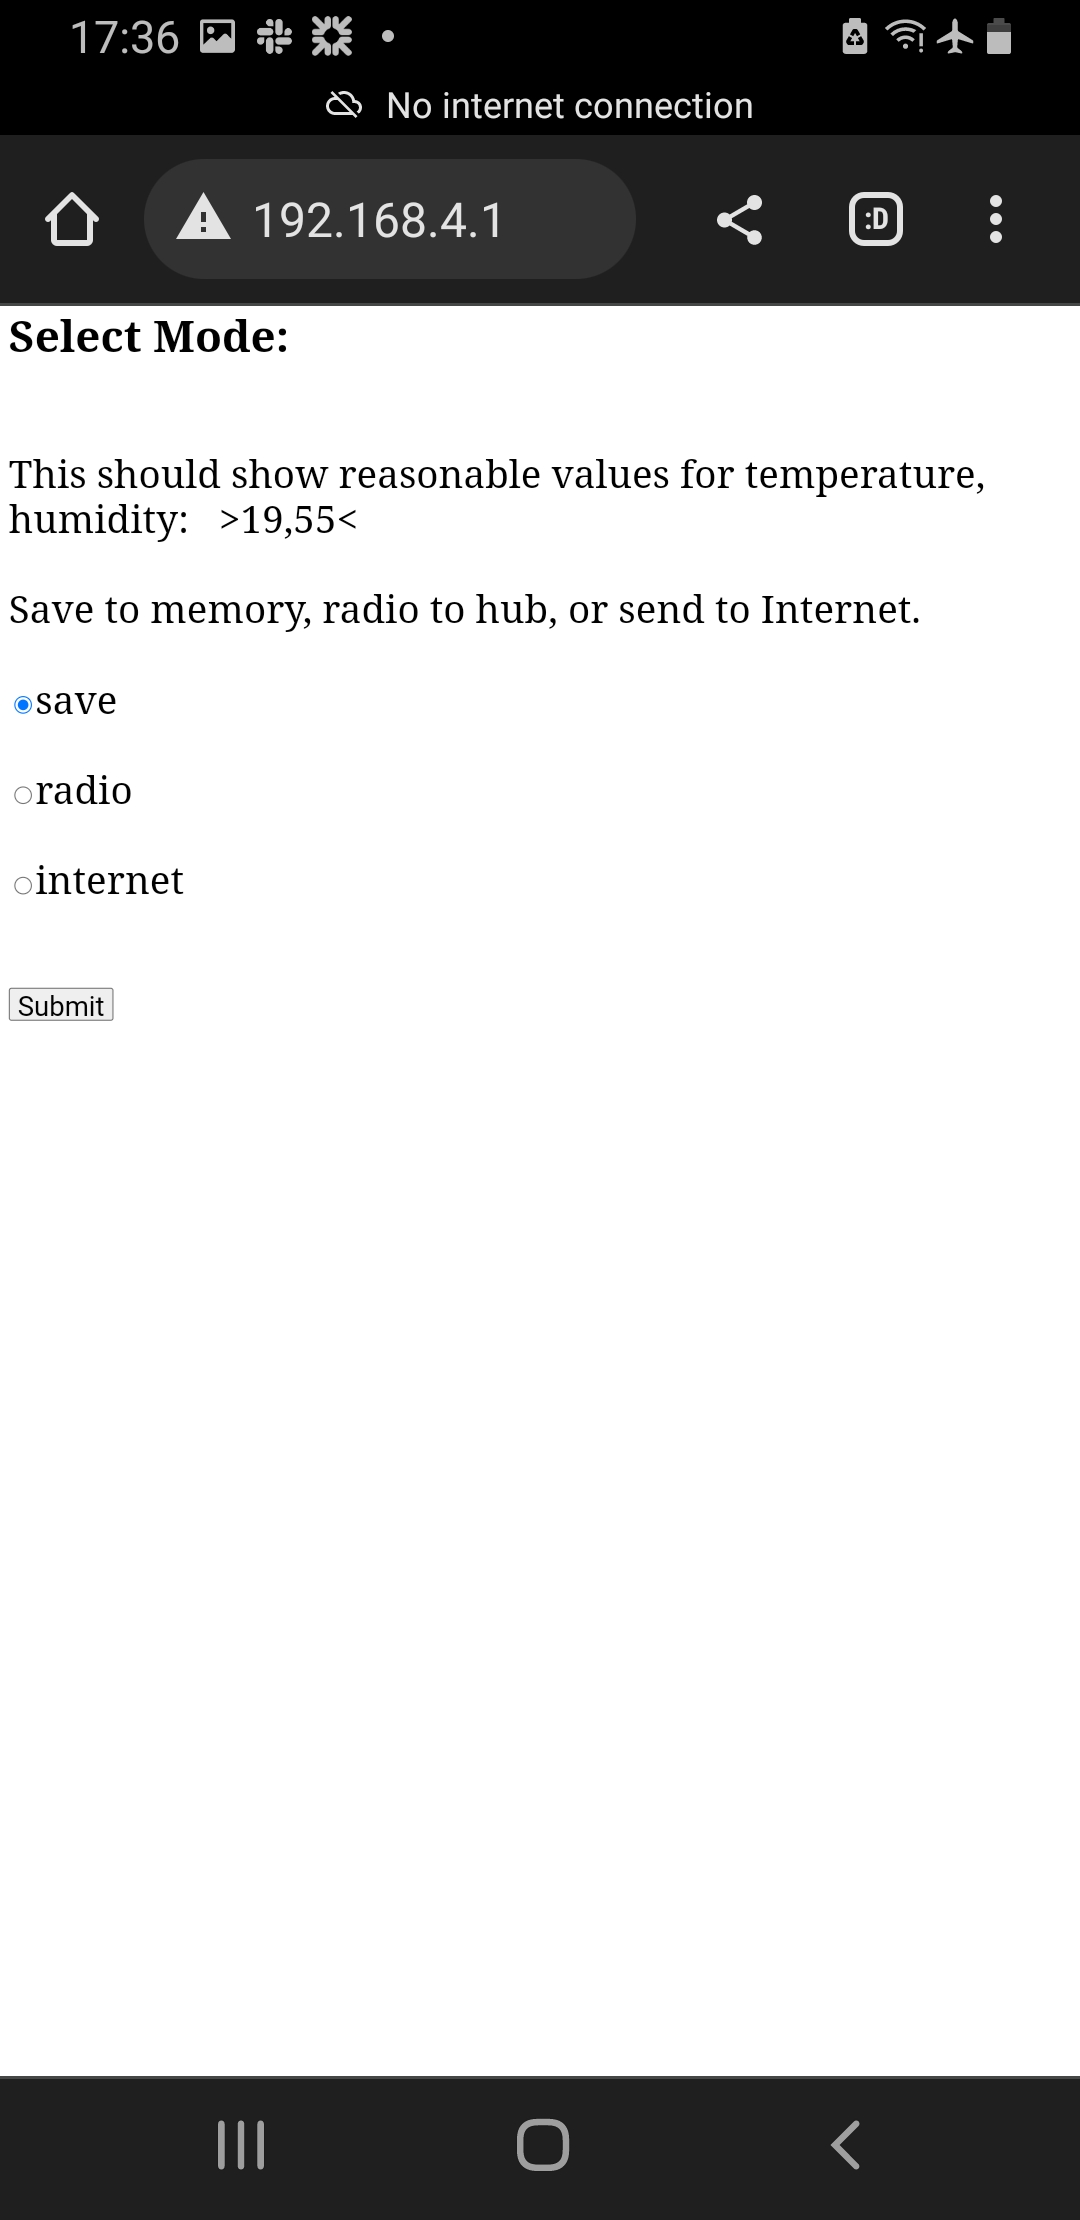 17:36
No internet connection
192.168.4.1
:D
Select Mode:
This should show reasonable values for temperature,
humidity:   >19,55<
Save to memory, radio to hub, or send to Internet.
save
radio
internet
Submit